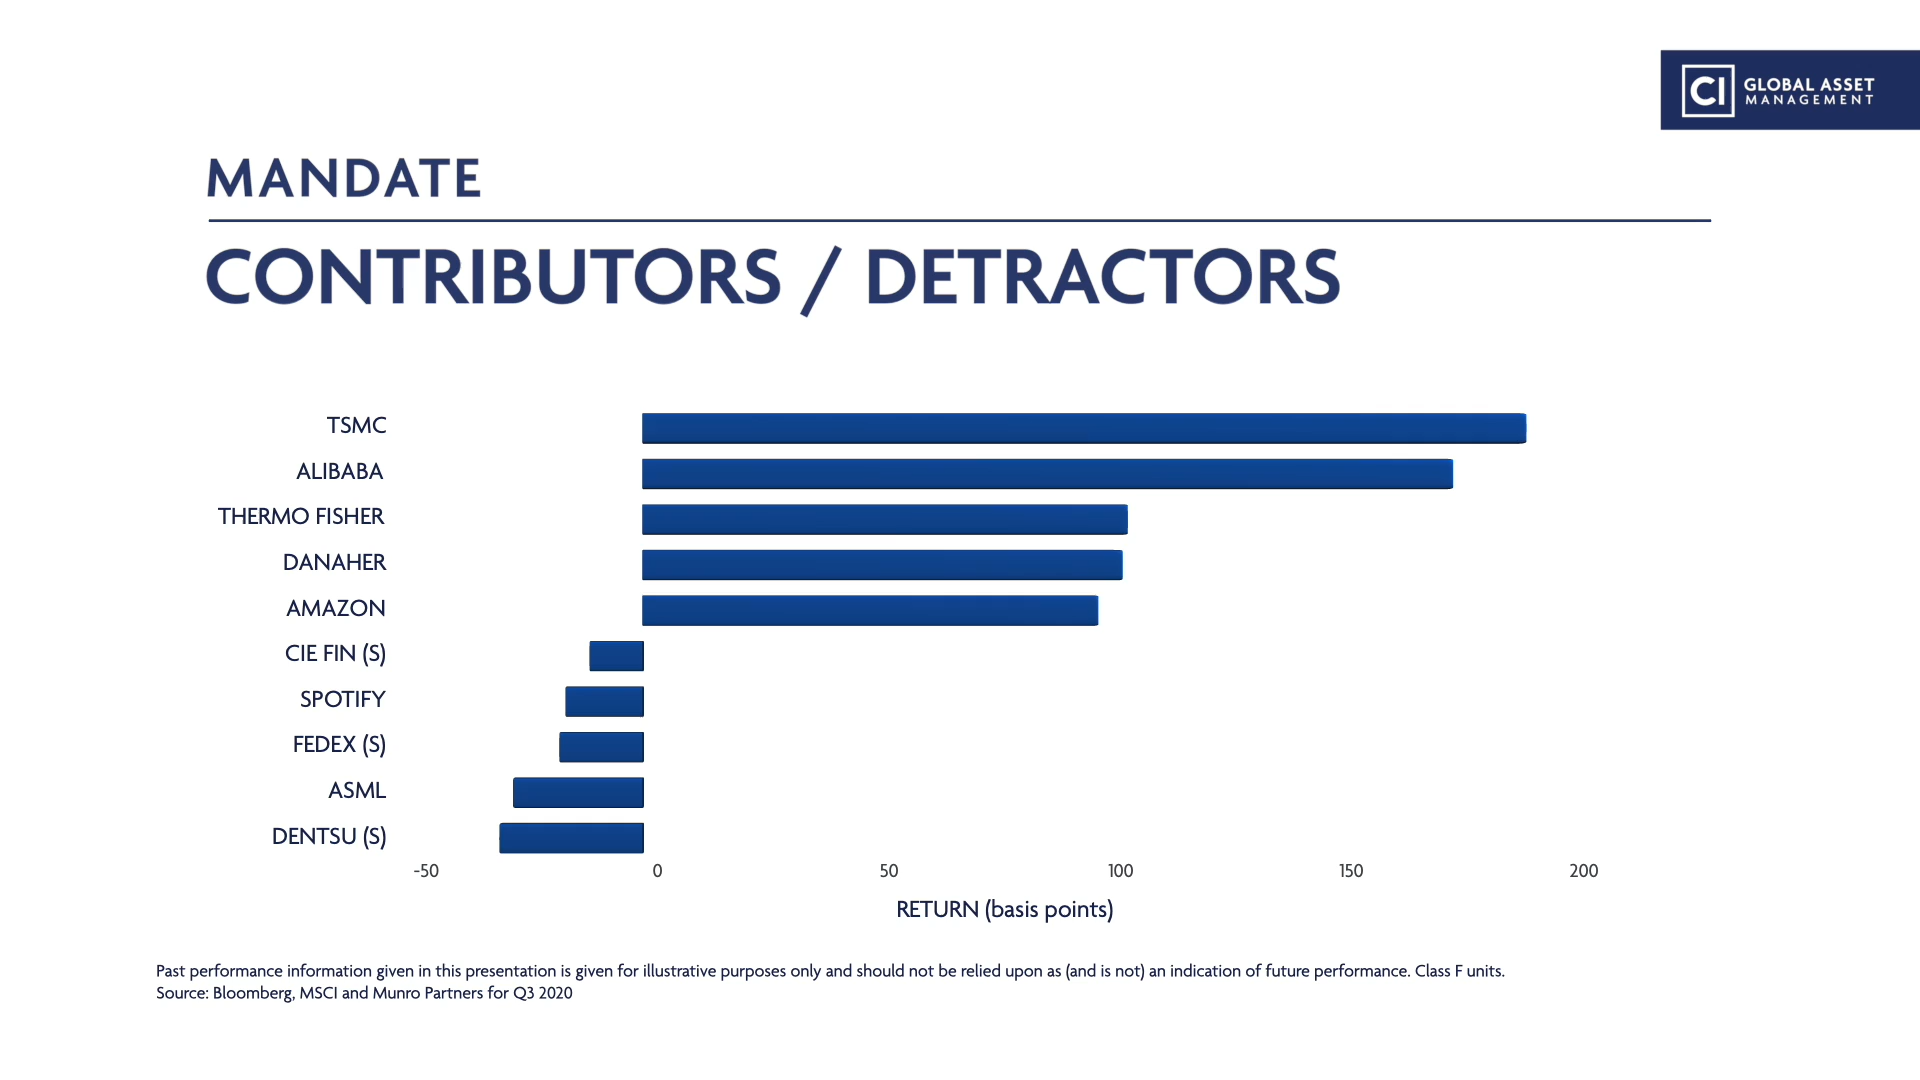 CI GLOBAL ASSET
MANAGEMENT
MANDATE
CONTRIBUTORS / DETRACTORS
TSMC
ALIBABA
THERMO FISHER
DANAHER
AMAZON
CIE FIN (S)
SPOTIFY
FEDEX (S)
ASML
DENTSU (S)
-50 0 50 100 150 200
RETURN (basis points)
Past performance information given in this presentation is given for illustrative purposes only and should not be relied upon as (and is not) an indication of future performance. Class F units.
Source: Bloomberg, MSCI and Munro Partners for Q3 2020